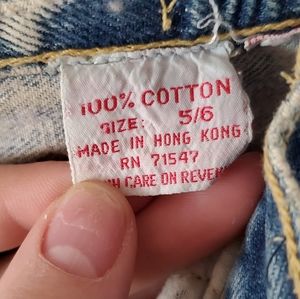 100% COTTON
SIZE: 5/6
MADE IN HONG KONG
RN 71547
CARE ON